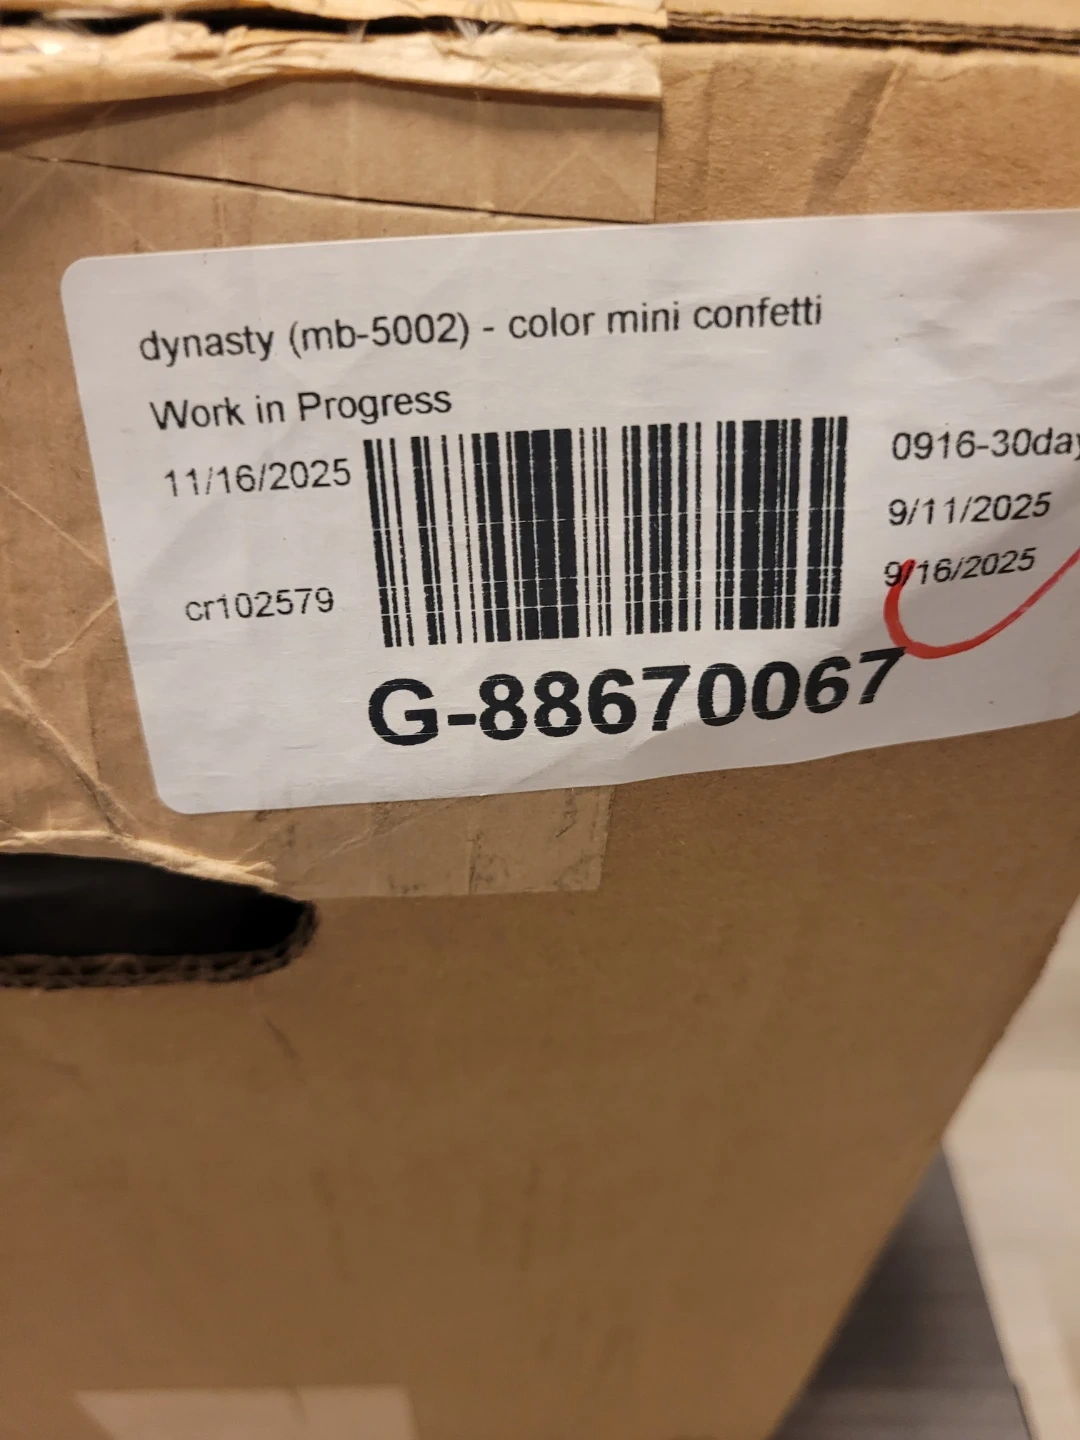 dynasty (mb-5002) - color mini confetti
Work in Progress
11/16/2025
0916-30day
9/11/2025
9/16/2025
cr102579
G-88670067